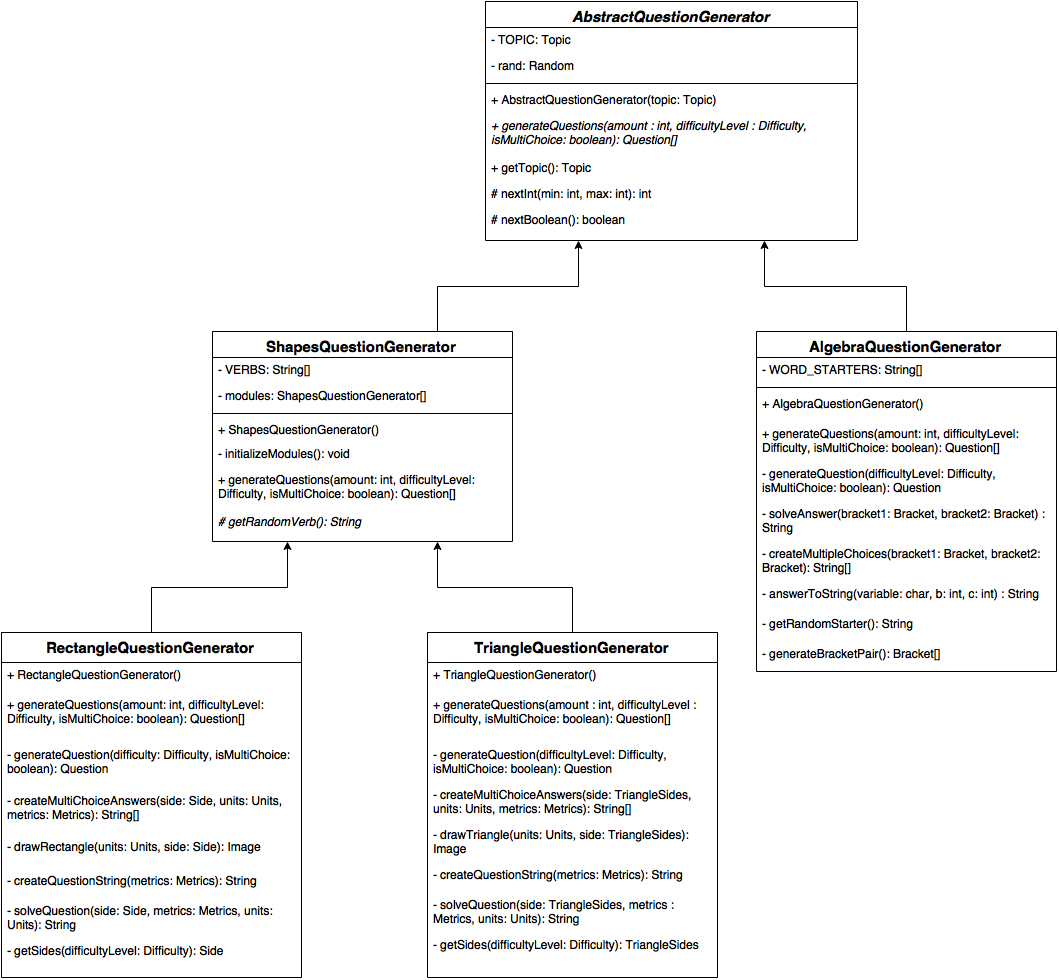 AbstractQuestionGenerator
- TOPIC: Topic
- rand: Random
+ AbstractQuestionGenerator(topic: Topic)
+ generateQuestions(amount : int, difficultyLevel : Difficulty,
isMultiChoice: boolean): Question[]
+ getTopic(): Topic
# nextInt(min: int, max: int): int
# nextBoolean(): boolean
ShapesQuestionGenerator
- VERBS: String[]
- modules: ShapesQuestionGenerator[]
+ ShapesQuestionGenerator()
- initializeModules(): void
+ generateQuestions(amount: int, difficultyLevel:
Difficulty, isMultiChoice: boolean): Question[]
# getRandomVerb(): String
AlgebraQuestionGenerator
- WORD_STARTERS: String[]
+ AlgebraQuestionGenerator()
+ generateQuestions(amount: int, difficultyLevel:
Difficulty, isMultiChoice: boolean): Question[]
- generateQuestion(difficultyLevel: Difficulty,
isMultiChoice: boolean): Question
- solveAnswer(bracket1: Bracket, bracket2: Bracket) :
String
- createMultipleChoices(bracket1: Bracket, bracket2:
Bracket): String[]
- answerToString(variable: char, b: int, c: int) : String
- getRandomStarter(): String
- generateBracketPair(): Bracket[]
RectangleQuestionGenerator
+ RectangleQuestionGenerator()
+ generateQuestions(amount: int, difficultyLevel:
Difficulty, isMultiChoice: boolean): Question[]
- generateQuestion(difficulty: Difficulty, isMultiChoice:
boolean): Question
- createMultiChoiceAnswers(side: Side, units: Units,
metrics: Metrics): String[]
- drawRectangle(units: Units, side: Side): Image
- createQuestionString(metrics: Metrics): String
- solveQuestion(side: Side, metrics: Metrics, units:
Units): String
- getSides(difficultyLevel: Difficulty): Side
TriangleQuestionGenerator
+ TriangleQuestionGenerator()
+ generateQuestions(amount : int, difficultyLevel :
Difficulty, isMultiChoice: boolean): Question[]
- generateQuestion(difficultyLevel: Difficulty,
isMultiChoice: boolean): Question
- createMultiChoiceAnswers(side: TriangleSides,
units: Units, metrics: Metrics): String[]
- drawTriangle(units: Units, side: TriangleSides):
Image
- createQuestionString(metrics: Metrics): String
- solveQuestion(side: TriangleSides, metrics :
Metrics, units: Units): String
- getSides(difficultyLevel: Difficulty): TriangleSides